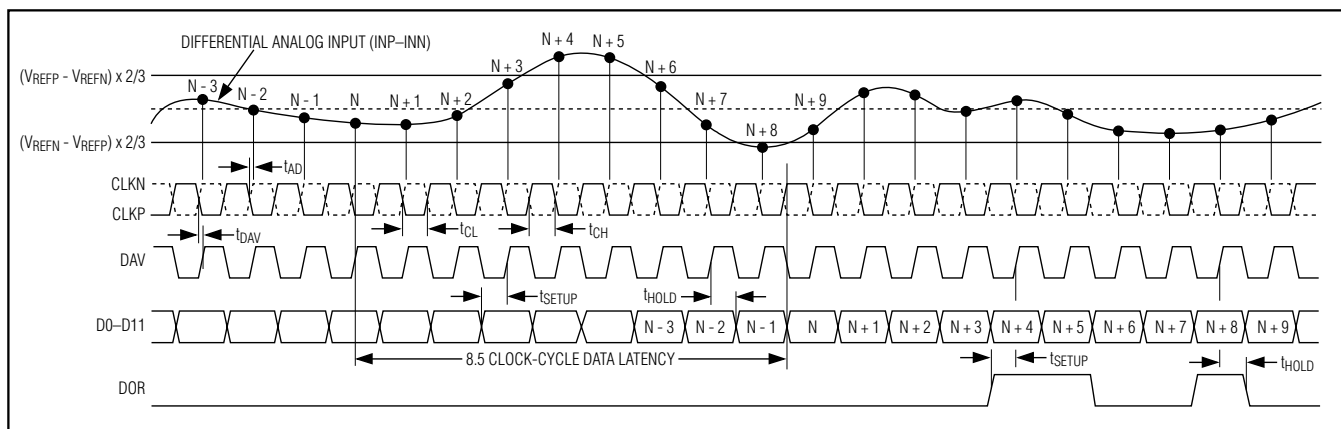 DIFFERENTIAL ANALOG INPUT (INP–INN)
(VREFP - VREFN) x 2/3
N - 3
N - 2
N - 1
N
N + 1
N + 2
N + 3
N + 4
N + 5
N + 6
N + 7
N + 8
N + 9
(VREFN - VREFP) x 2/3
tAD
CLKN
CLKP
tDAV
tCL
tCH
DAV
tSETUP
tHOLD
D0–D11
N - 3
N - 2
N - 1
N
N + 1
N + 2
N + 3
N + 4
N + 5
N + 6
N + 7
N + 8
N + 9
8.5 CLOCK-CYCLE DATA LATENCY
tSETUP
tHOLD
DOR